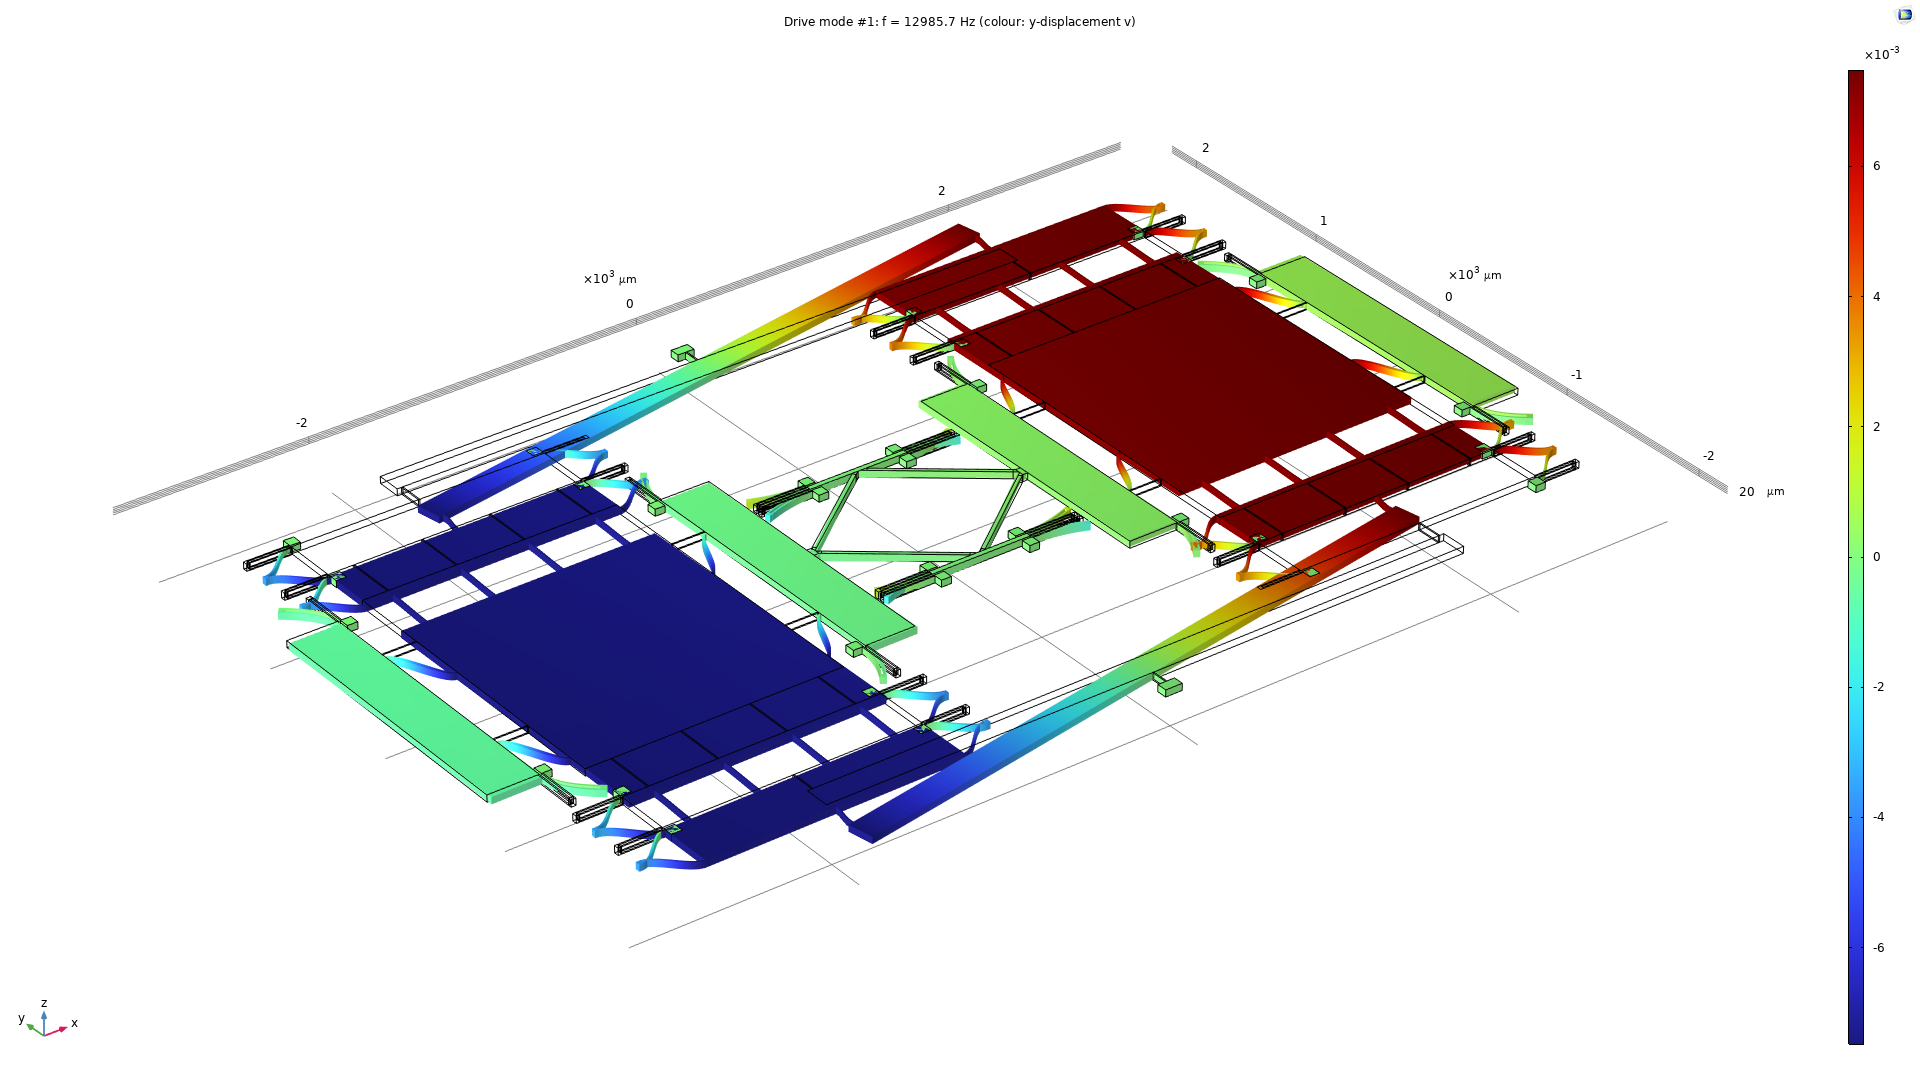 Drive mode #1: f = 12985.7 Hz (colour: y-displacement v)
×10⁻³
2
2
1
×10³ µm
0
×10³ µm
0
-2
-1
-2
20 µm
6
4
2
0
-2
-4
-6
z
y
x